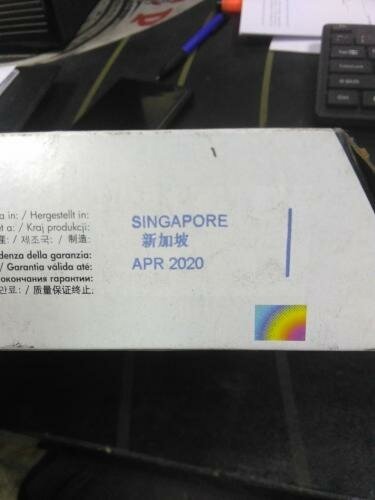 a in: / Hergestellt in:
t a: / Kraj produkcji:
產: / 제조국: / 制造:
SINGAPORE
新加坡
denza della garanzia:
/ Garantia válida até:
окончания гарантии:
만료: / 质量保证终止.
APR 2020